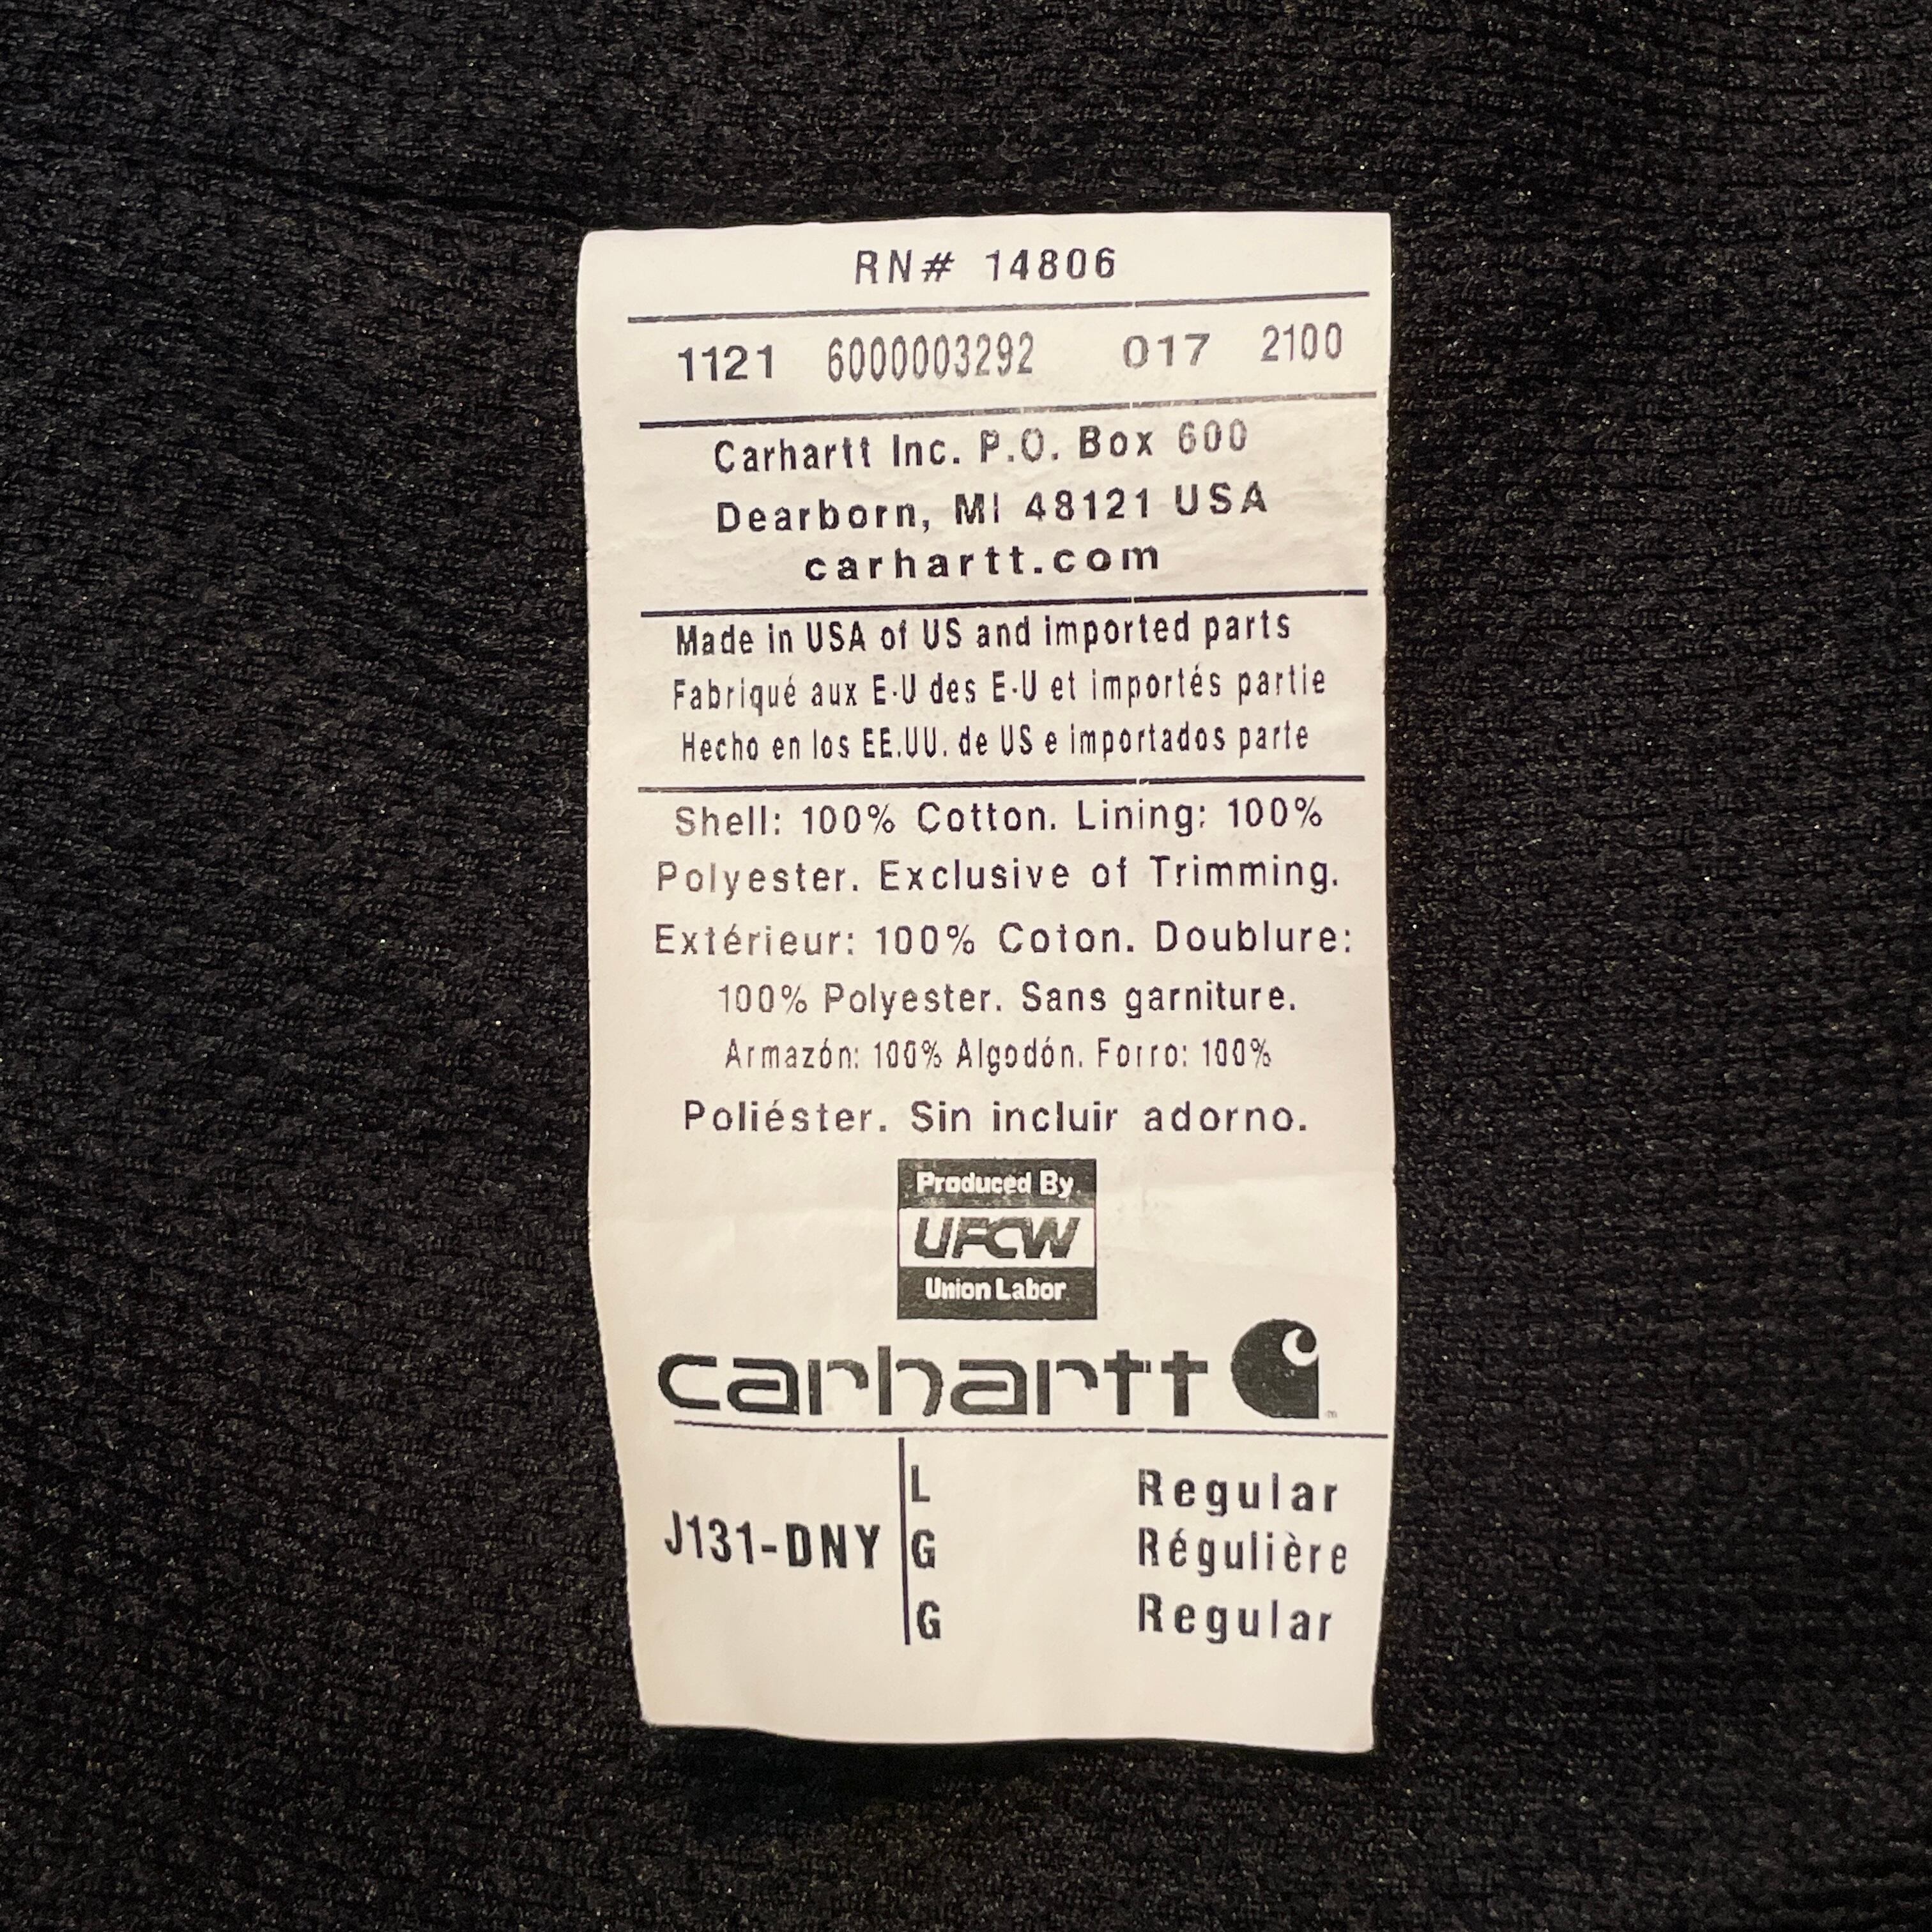 RN# 14806
1121 6000003292 017 2100
Carhartt Inc. P.O. Box 600
Dearborn, MI 48121 USA
carhartt.com
Made in USA of US and imported parts
Fabriqué aux E-U des E-U et importés partie
Hecho en los EE.UU. de US e importados parte
Shell: 100% Cotton. Lining: 100%
Polyester. Exclusive of Trimming.
Extérieur: 100% Coton. Doublure:
100% Polyester. Sans garniture.
Armazón: 100% Algodón. Forro: 100%
Poliéster. Sin incluir adorno.
Produced By
UFCW
Union Labor
carhartt
L Regular
J131-DNY G Régulière
G Regular